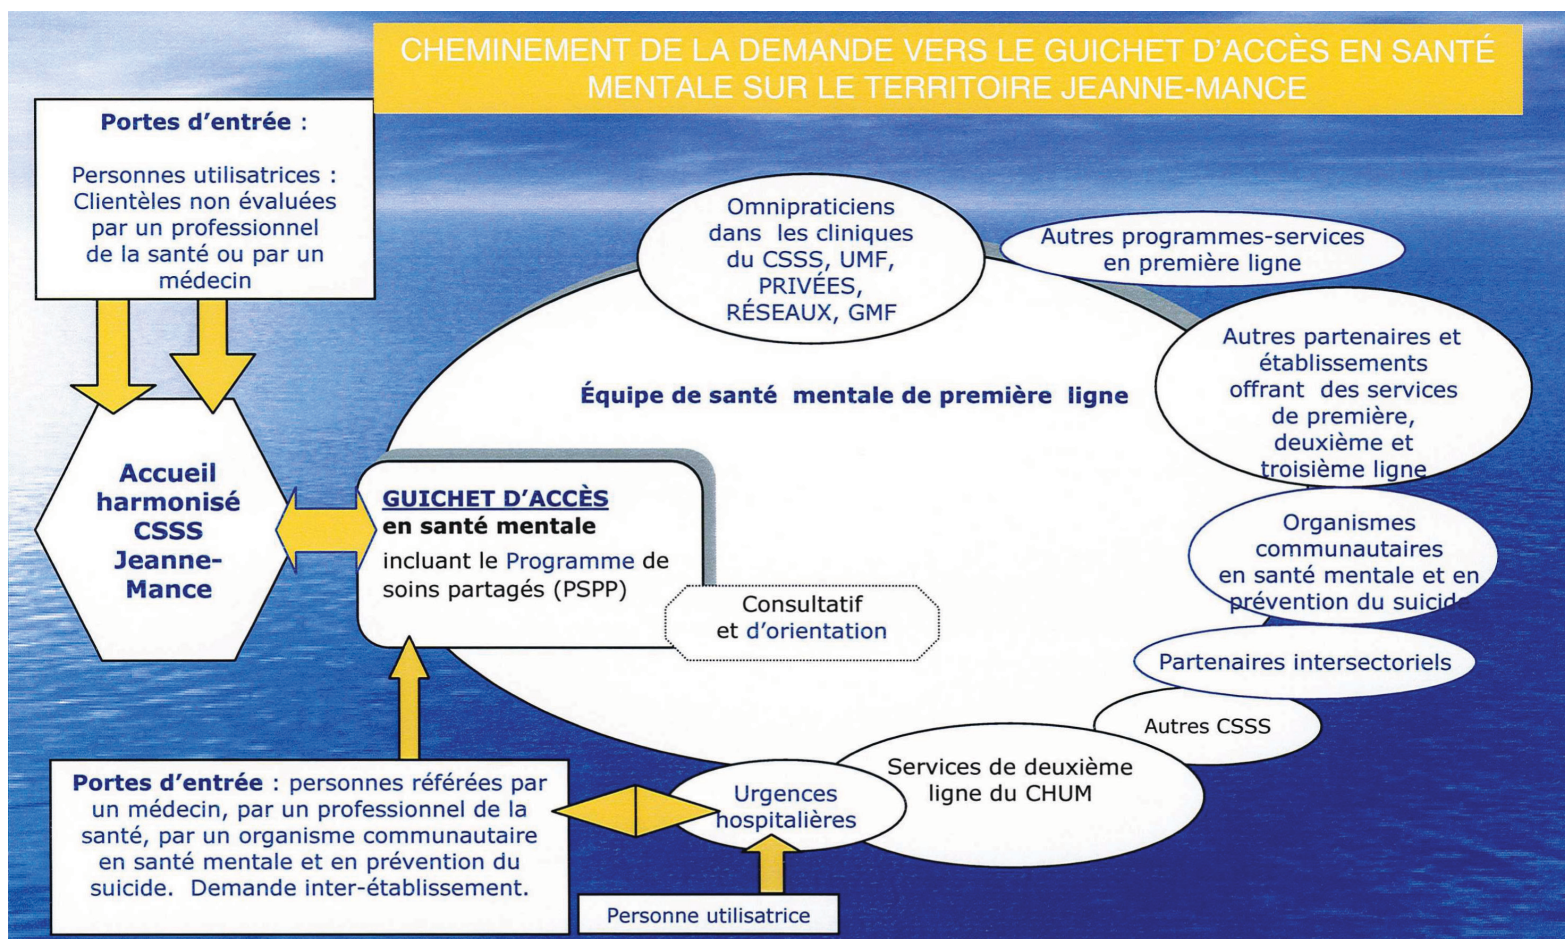 CHEMINEMENT DE LA DEMANDE VERS LE GUICHET D'ACCÈS EN SANTÉ
MENTALE SUR LE TERRITOIRE JEANNE-MANCE
Portes d'entrée :
Personnes utilisatrices :
Clientèles non évaluées
par un professionnel
de la santé ou par un
médecin
Omnipraticiens
dans les cliniques
du CSSS, UMF,
PRIVÉES,
RÉSEAUX, GMF
Autres programmes-services
en première ligne
Autres partenaires et
établissements
offrant des services
de première,
deuxième et
troisième ligne
Équipe de santé mentale de première ligne
Accueil
harmonisé
CSSS
Jeanne-
Mance
GUICHET D'ACCÈS
en santé mentale
incluant le Programme de
soins partagés (PSPP)
Consultatif
et d'orientation
Organismes
communautaires
en santé mentale et en
prévention du suicide
Partenaires intersectoriels
Autres CSSS
Services de deuxième
ligne du CHUM
Urgences
hospitalières
Portes d'entrée : personnes référées par
un médecin, par un professionnel de la
santé, par un organisme communautaire
en santé mentale et en prévention du
suicide. Demande inter-établissement.
Personne utilisatrice